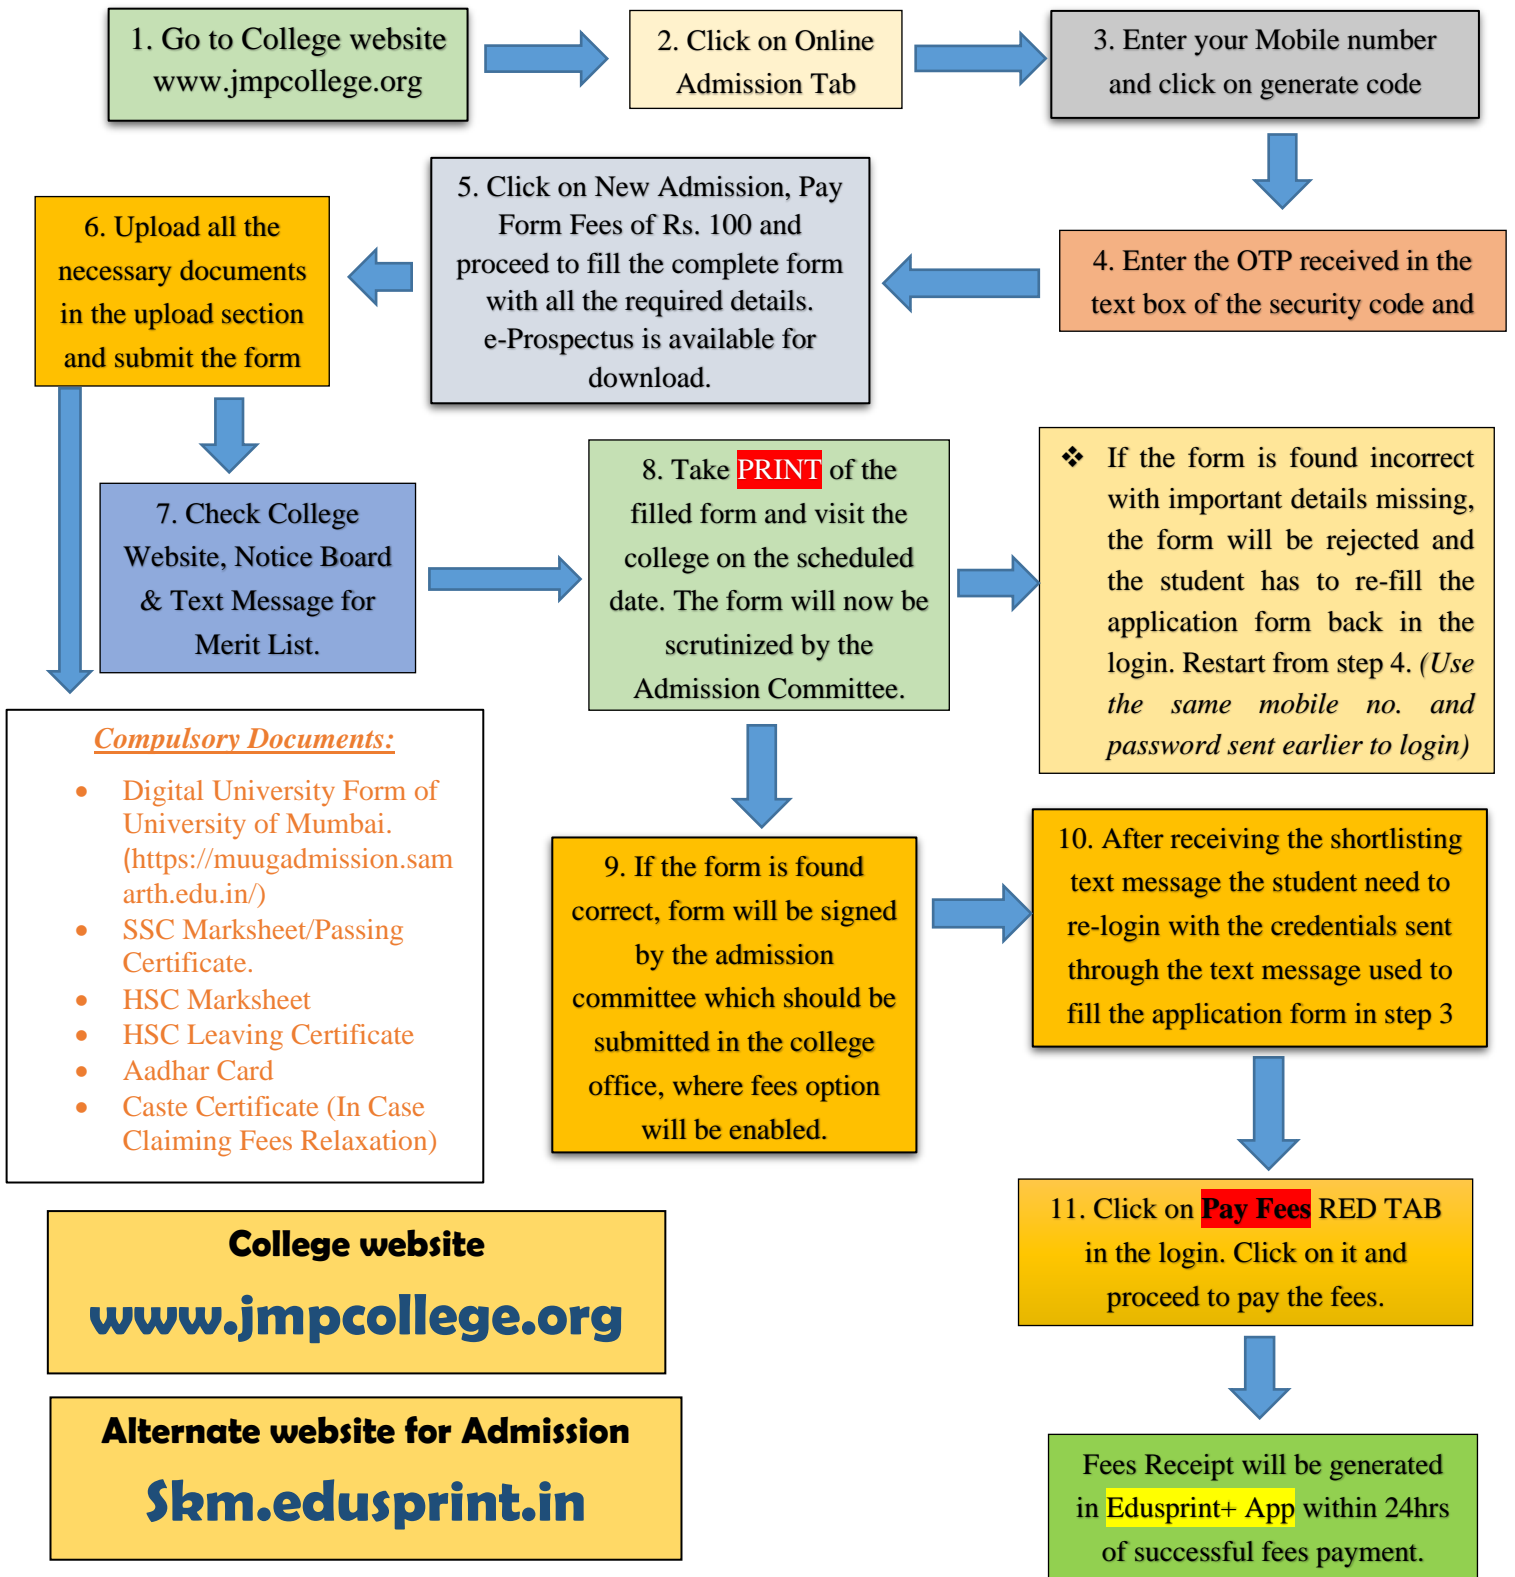 1. Go to College website
www.jmpcollege.org
2. Click on Online
Admission Tab
3. Enter your Mobile number
and click on generate code
4. Enter the OTP received in the
text box of the security code and
5. Click on New Admission, Pay
Form Fees of Rs. 100 and
proceed to fill the complete form
with all the required details.
e-Prospectus is available for
download.
6. Upload all the
necessary documents
in the upload section
and submit the form
7. Check College
Website, Notice Board
& Text Message for
Merit List.
8. Take PRINT of the
filled form and visit the
college on the scheduled
date. The form will now be
scrutinized by the
Admission Committee.
❖ If the form is found incorrect
with important details missing,
the form will be rejected and
the student has to re-fill the
application form back in the
login. Restart from step 4. (Use
the same mobile no. and
password sent earlier to login)
Compulsory Documents:
• Digital University Form of
University of Mumbai.
(https://muugadmission.sam
arth.edu.in/)
• SSC Marksheet/Passing
Certificate.
• HSC Marksheet
• HSC Leaving Certificate
• Aadhar Card
• Caste Certificate (In Case
Claiming Fees Relaxation)
9. If the form is found
correct, form will be signed
by the admission
committee which should be
submitted in the college
office, where fees option
will be enabled.
10. After receiving the shortlisting
text message the student need to
re-login with the credentials sent
through the text message used to
fill the application form in step 3
11. Click on Pay Fees RED TAB
in the login. Click on it and
proceed to pay the fees.
Fees Receipt will be generated
in Edusprint+ App within 24hrs
of successful fees payment.
College website
www.jmpcollege.org
Alternate website for Admission
Skm.edusprint.in